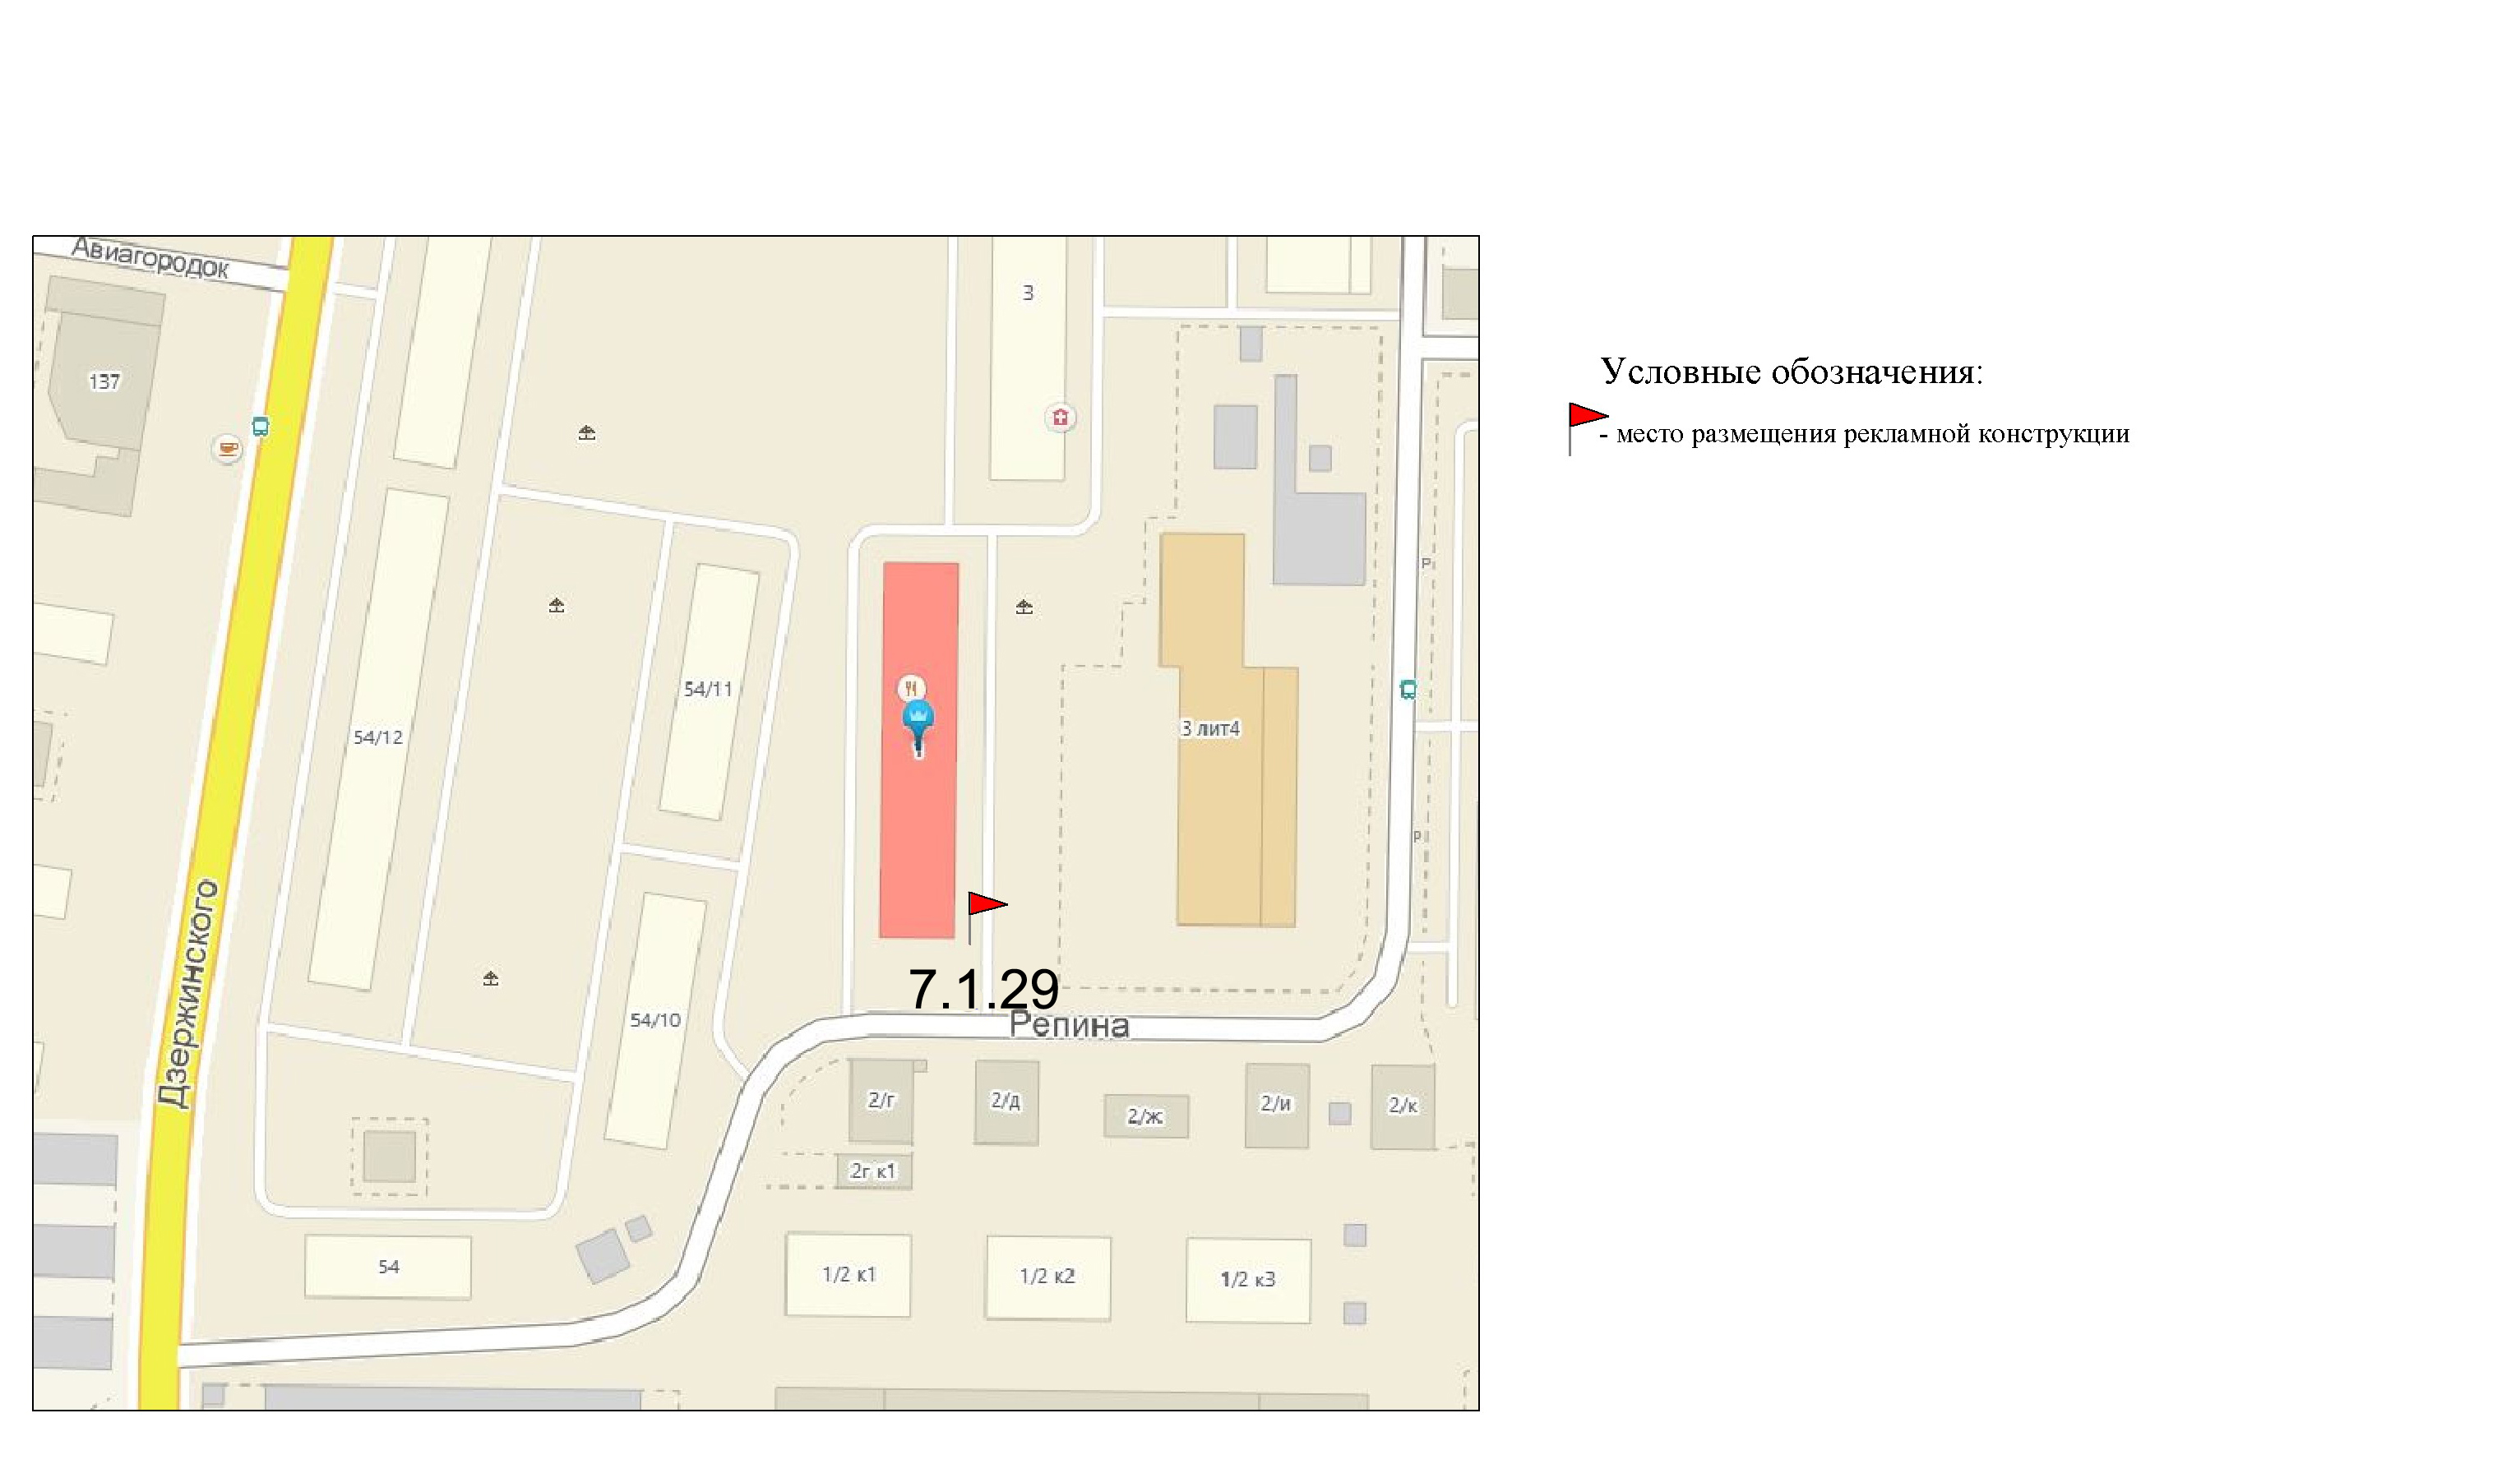 Авиагородок
3
137
Условные обозначения:
- место размещения рекламной конструкции
P
54/11
3 лит4
54/12
P
Дзержинского
7.1.29
54/10
Репина
2/г
2/д
2/ж
2/и
2/к
2г к1
54
1/2 к1
1/2 к2
1/2 к3